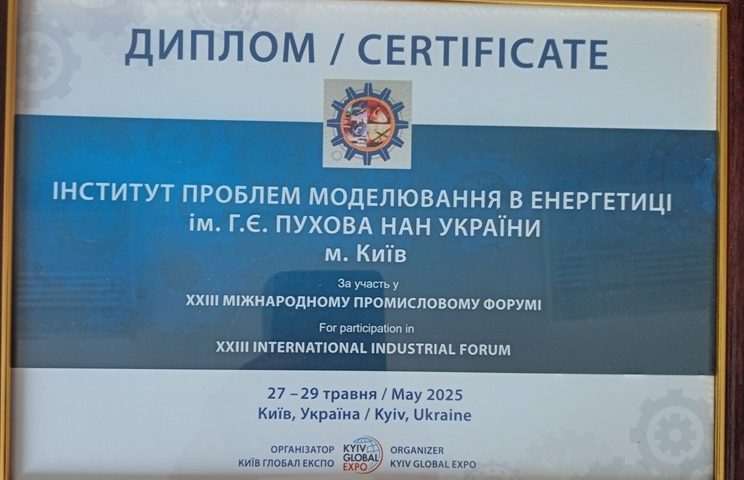 ДИПЛОМ / CERTIFICATE
ІНСТИТУТ ПРОБЛЕМ МОДЕЛЮВАННЯ В ЕНЕРГЕТИЦІ
ім. Г.Є. ПУХОВА НАН УКРАЇНИ
м. Київ
За участь у
XXIII МІЖНАРОДНОМУ ПРОМИСЛОВОМУ ФОРУМІ
For participation in
XXIII INTERNATIONAL INDUSTRIAL FORUM
27 – 29 травня / May 2025
Київ, Україна / Kyiv, Ukraine
ОРГАНІЗАТОР
КИЇВ ГЛОБАЛ ЕКСПО
KYIV
GLOBAL
EXPO
ORGANIZER
KYIV GLOBAL EXPO